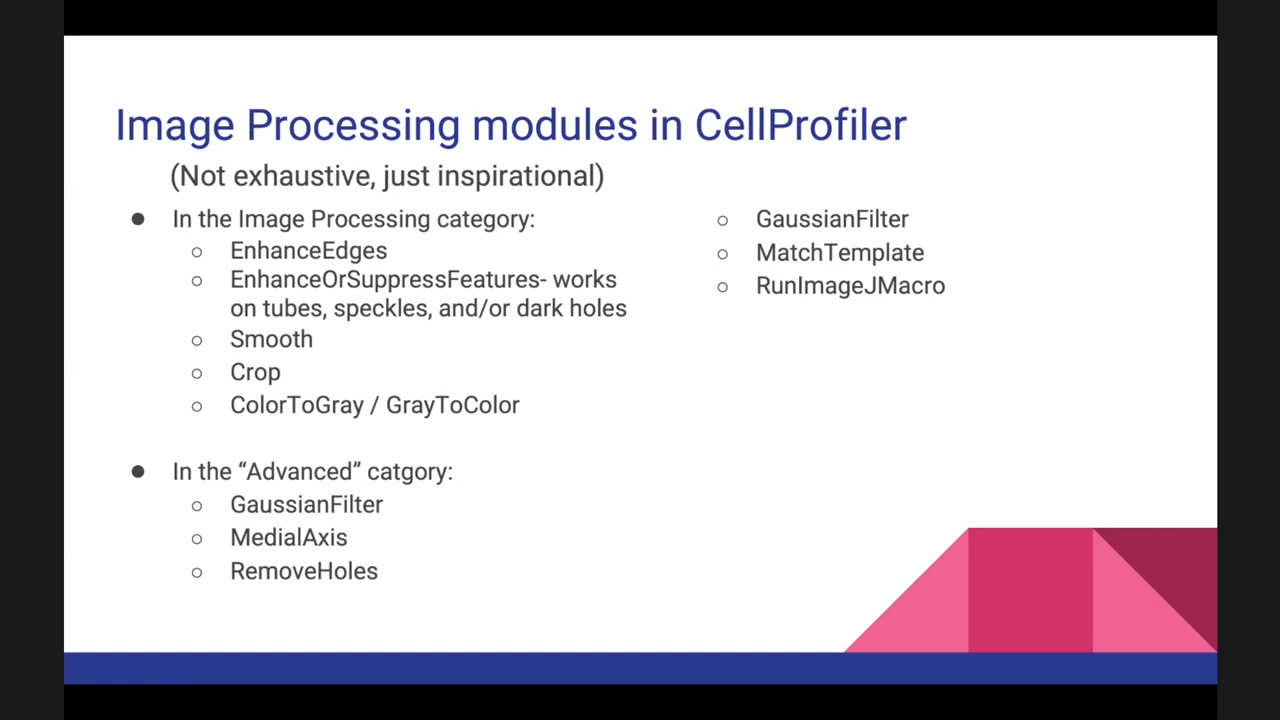 Image Processing modules in CellProfiler
(Not exhaustive, just inspirational)
● In the Image Processing category:
○ EnhanceEdges
○ EnhanceOrSuppressFeatures- works
on tubes, speckles, and/or dark holes
○ Smooth
○ Crop
○ ColorToGray / GrayToColor
● In the “Advanced” catgory:
○ GaussianFilter
○ MedialAxis
○ RemoveHoles
○ GaussianFilter
○ MatchTemplate
○ RunImageJMacro